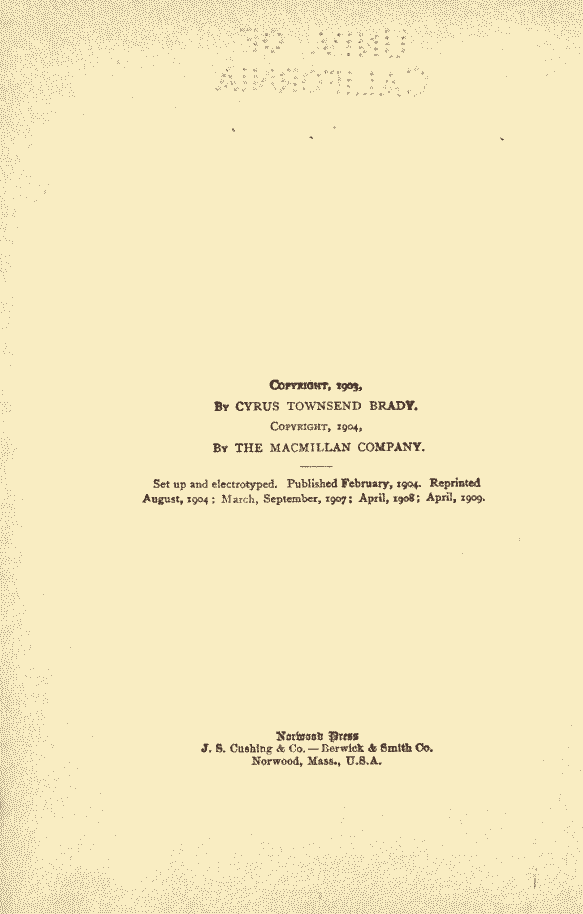 COPYRIGHT, 1903,
BY CYRUS TOWNSEND BRADY.
COPYRIGHT, 1904,
BY THE MACMILLAN COMPANY.
Set up and electrotyped. Published February, 1904. Reprinted
August, 1904; March, September, 1907; April, 1908; April, 1909.
Norwood Press
J. S. Cushing & Co. — Berwick & Smith Co.
Norwood, Mass., U.S.A.